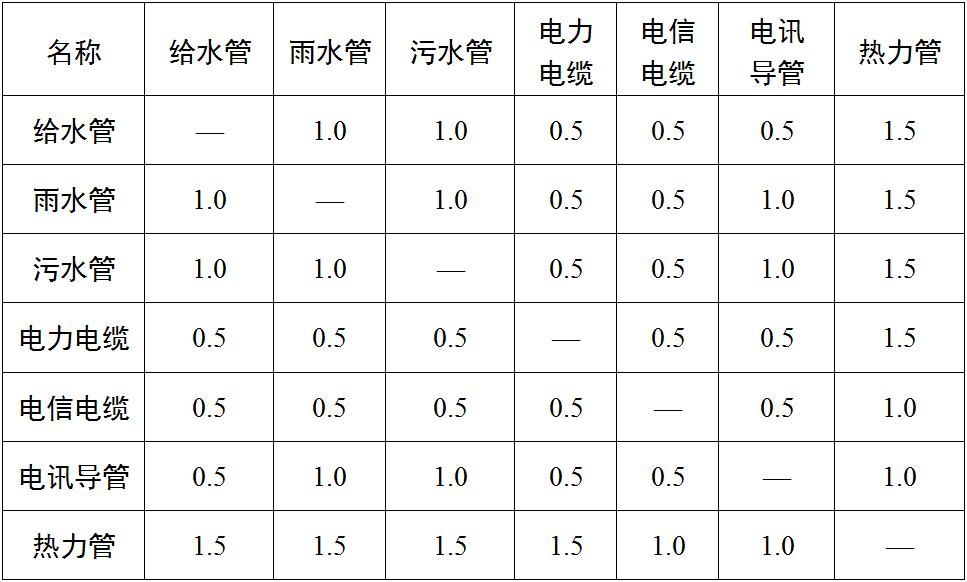 名称 给水管 雨水管 污水管 电力电缆 电信电缆 电讯导管 热力管
给水管 — 1.0 1.0 0.5 0.5 0.5 1.5
雨水管 1.0 — 1.0 0.5 0.5 1.0 1.5
污水管 1.0 1.0 — 0.5 0.5 1.0 1.5
电力电缆 0.5 0.5 0.5 — 0.5 0.5 1.5
电信电缆 0.5 0.5 0.5 0.5 — 0.5 1.0
电讯导管 0.5 1.0 1.0 0.5 0.5 — 1.0
热力管 1.5 1.5 1.5 1.5 1.0 1.0 —